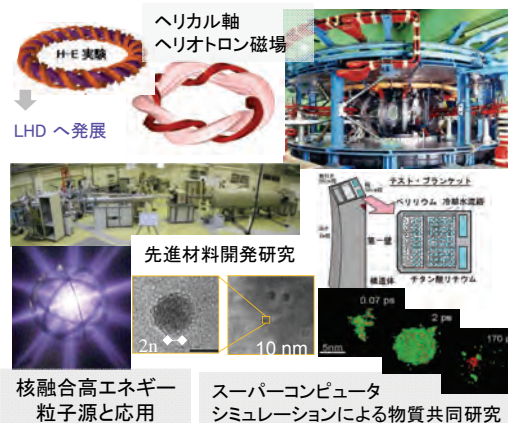 H-E 実験
LHD へ発展
ヘリカル軸
ヘリオトロン磁場
テスト・ブランケット
ベリリウム 冷却水流路
第一壁
構造体
チタン酸リチウム
先進材料開発研究
2n
10 nm
0.07 ps
5nm
2 ps
170 p
核融合高エネギー
粒子源と応用
スーパーコンピュータ
シミュレーションによる物質共同研究